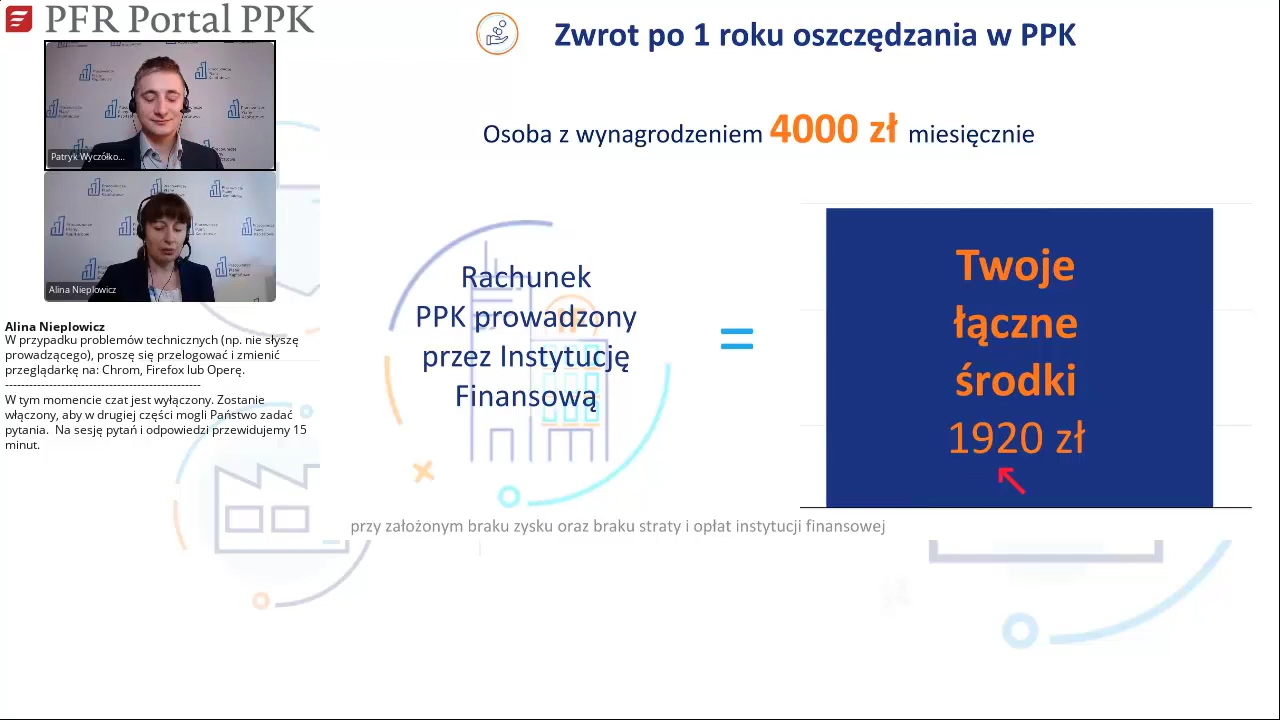 PFR Portal PPK
Patryk Wyczółko...
Alina Nieplowicz
Alina Nieplowicz
W przypadku problemów technicznych (np. nie słyszę
prowadzącego), proszę się przelogować i zmienić
przeglądarkę na: Chrom, Firefox lub Operę.
------------------------------------------------
W tym momencie czat jest wyłączony. Zostanie
włączony, aby w drugiej części mogli Państwo zadać
pytania. Na sesję pytań i odpowiedzi przewidujemy 15
minut.
Zwrot po 1 roku oszczędzania w PPK
Osoba z wynagrodzeniem 4000 zł miesięcznie
Rachunek
PPK prowadzony
przez Instytucję
Finansową
=
Twoje
łączne
środki
1920 zł
przy założonym braku zysku oraz braku straty i opłat instytucji finansowej